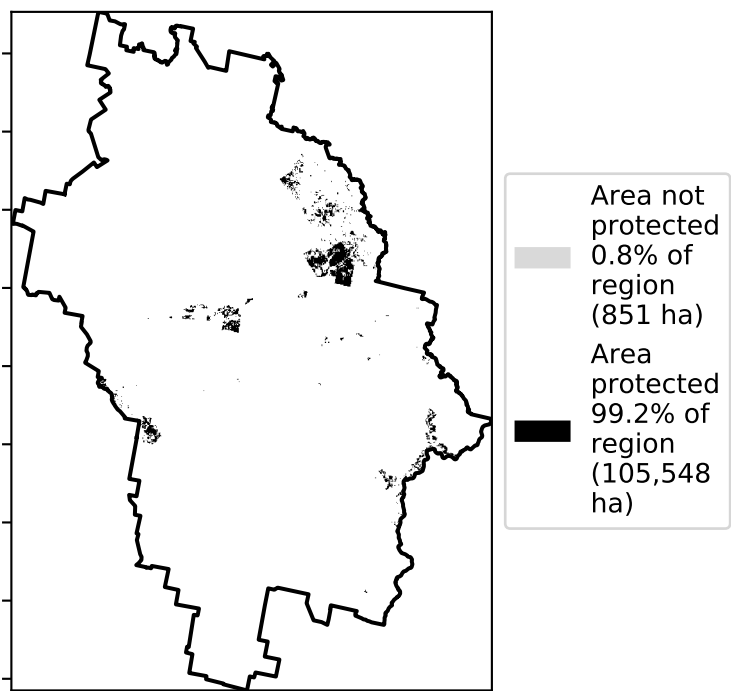 Area not
protected
0.8% of
region
(851 ha)
Area
protected
99.2% of
region
(105,548
ha)